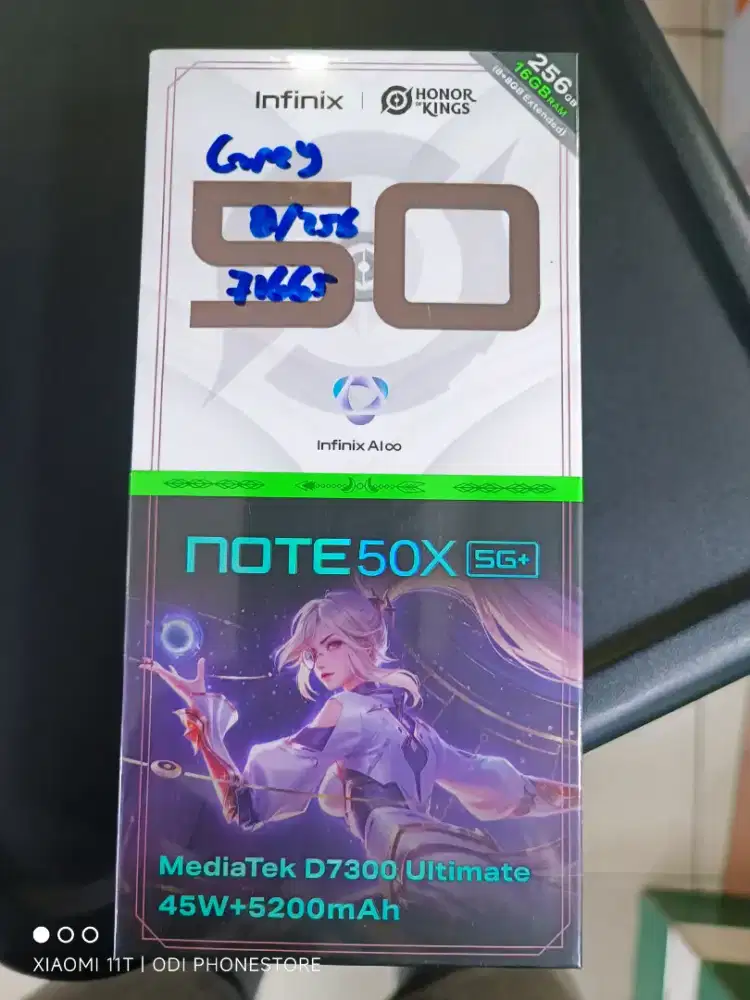 Infinix | HONOR OF KINGS
256GB
16GB RAM
(8+8GB Extended)
Grey
50
8/256
71665
Infinix AI∞
NOTE 50X 5G+
MediaTek D7300 Ultimate
45W+5200mAh
XIAOMI 11T | ODI PHONESTORE